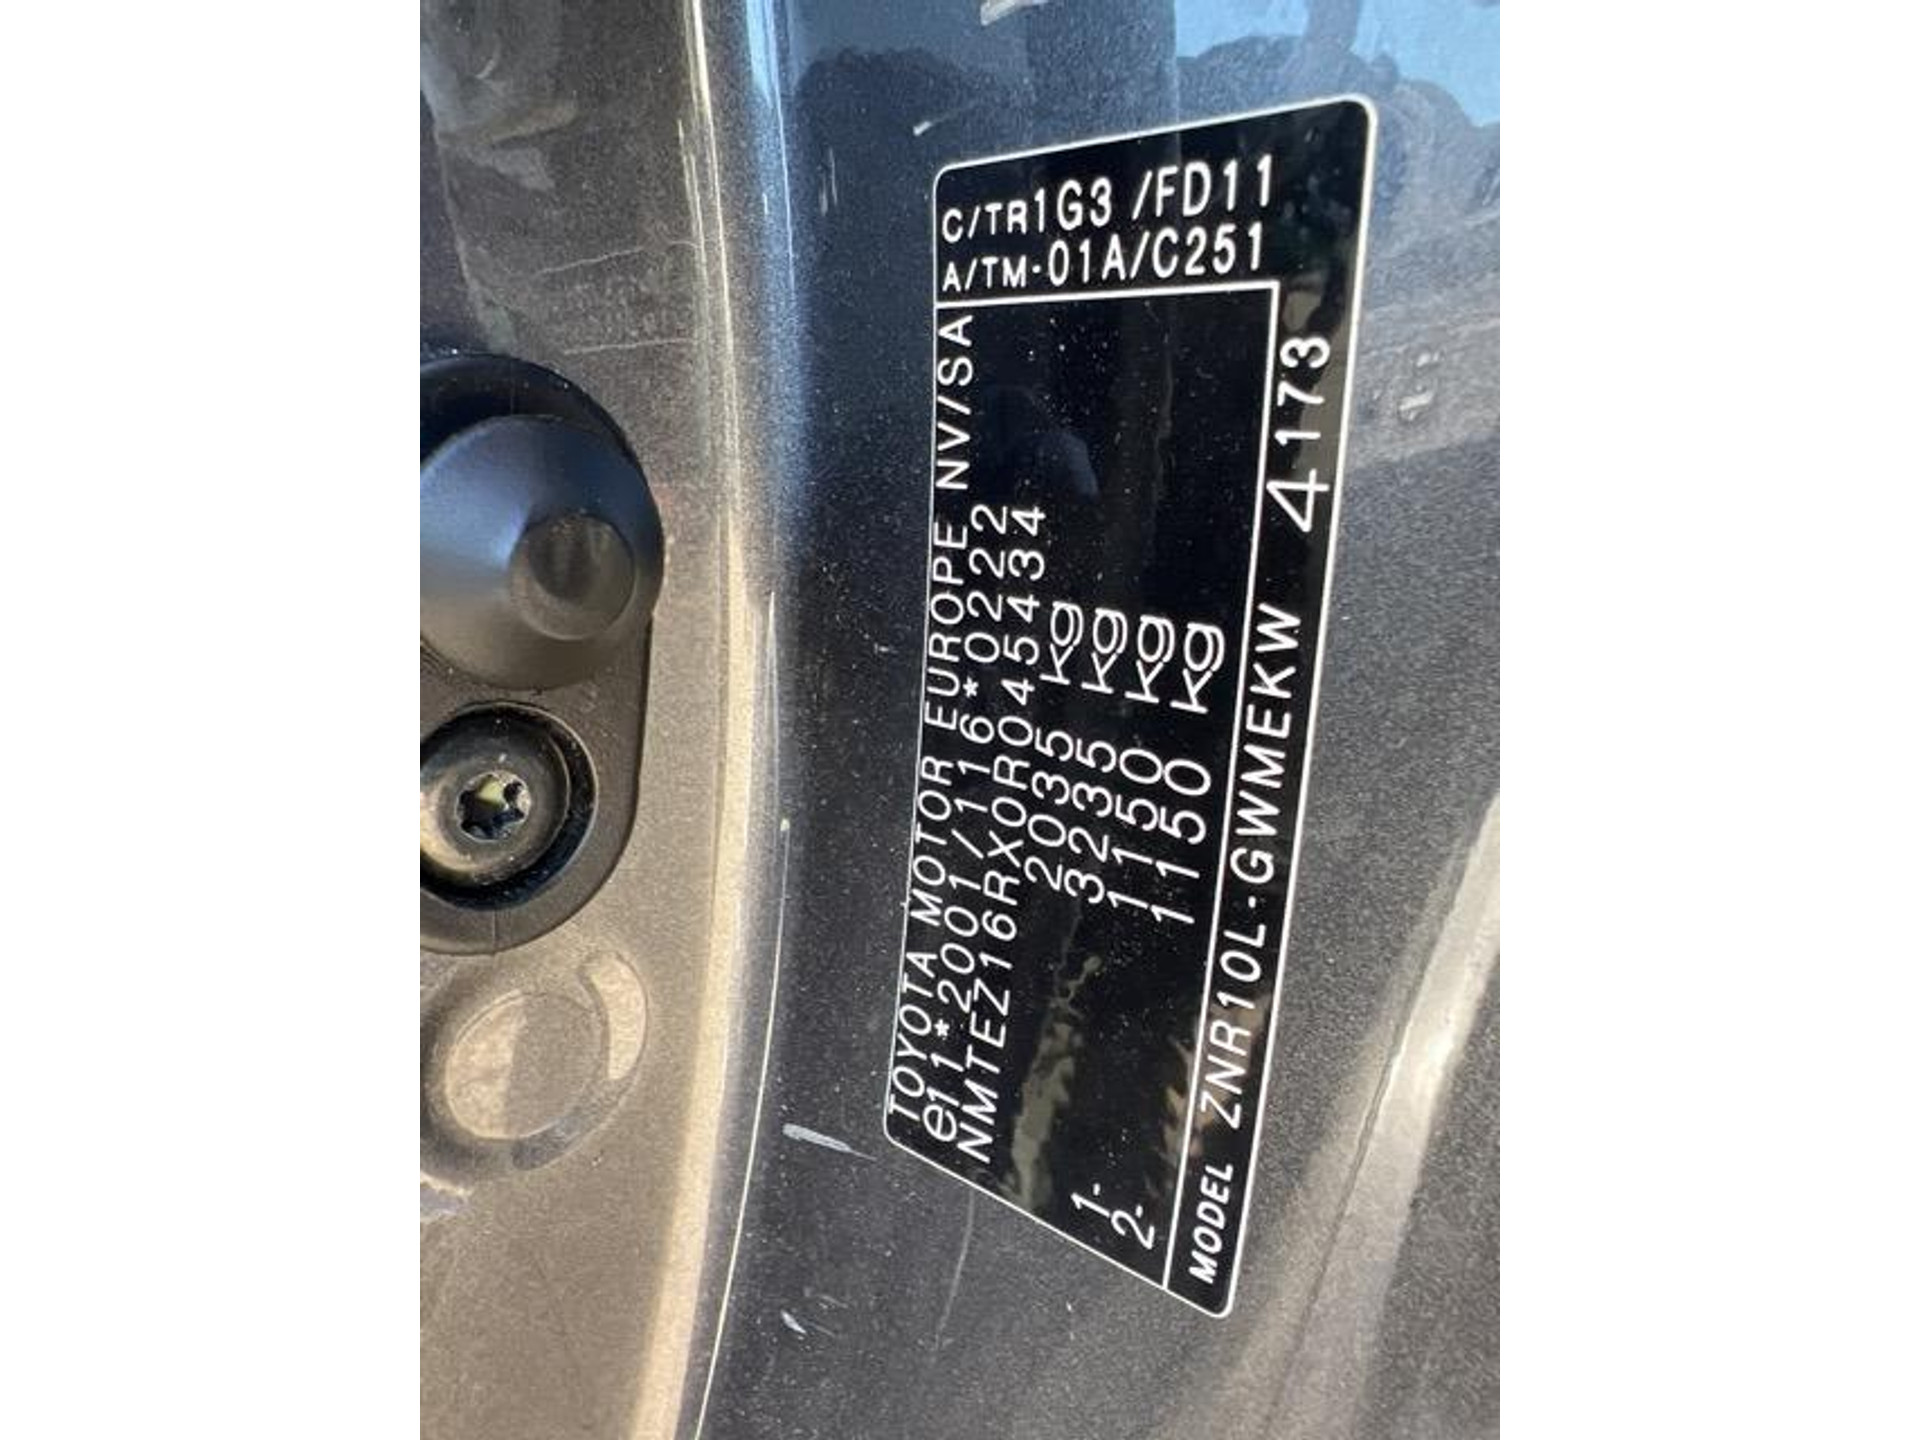 TOYOTA MOTOR EUROPE NV/SA
e11*2001/116*0222
NMTEZ16RX0R045434
2035 kg
3235 kg
1- 1150 kg
2- 1150 kg
MODEL ZNR10L-GWMEKW 4173
C/TR1G3 /FD11
A/TM-01A/C251